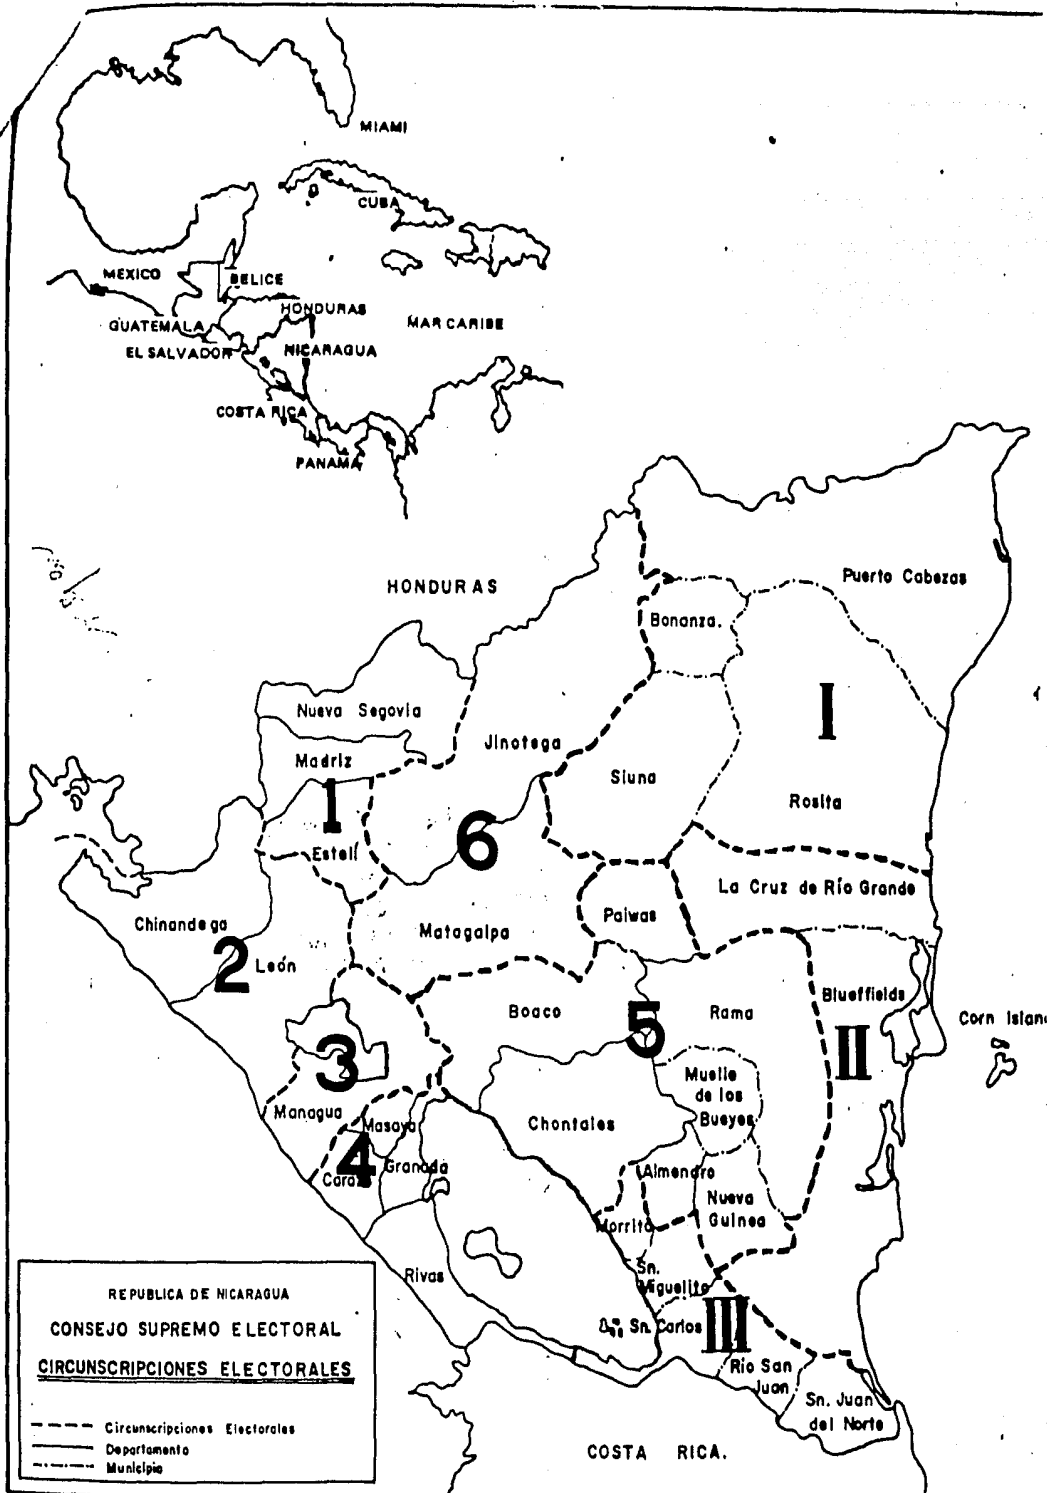 MIAMI
CUBA
MEXICO
BELICE
HONDURAS
GUATEMALA
MAR CARIBE
EL SALVADOR
NICARAGUA
COSTA RICA
PANAMA
HONDURAS
Puerto Cabezas
Bonanza.
I
Nueva Segovia
Jinotega
Madriz
Siuna
Rosita
1
6
Estelí
La Cruz de Río Grande
Chinandega
Matagalpa
Paiwas
2
León
Blueffields
Boaco
5
Rama
Corn Islan
3
II
Muelle
de los
Bueyes
Managua
Masaya
Chontales
4
Granada
Almendro
Nueva
Guinea
Morrito
Sn.
Miguelito
Rivas
III
Sn. Carlos
Río San
Juan
Sn. Juan
del Norte
COSTA RICA.
REPUBLICA DE NICARAGUA
CONSEJO SUPREMO ELECTORAL
CIRCUNSCRIPCIONES ELECTORALES
Circunscripciones Electorales
Departamento
Municipio